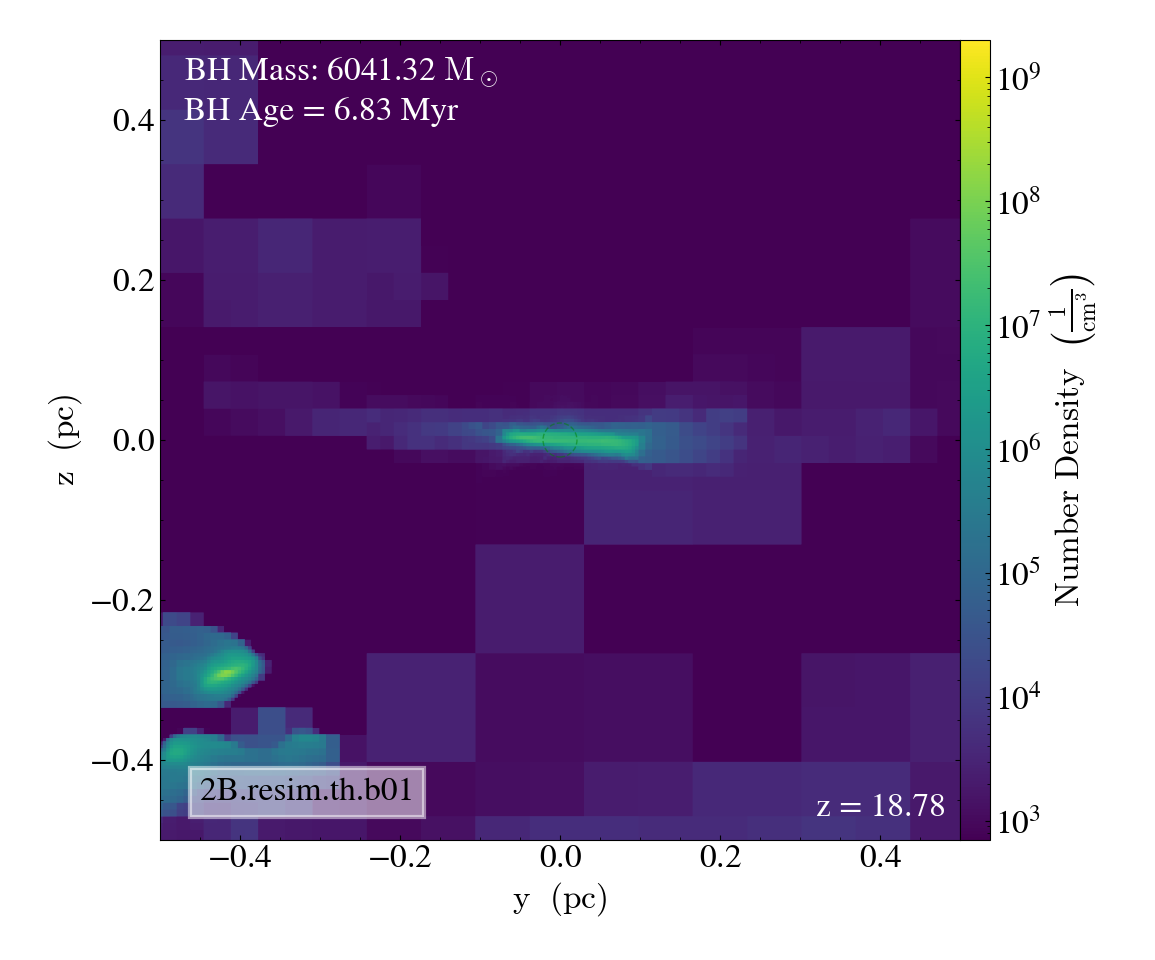 BH Mass: 6041.32 M⊙
BH Age = 6.83 Myr
0.4
0.2
0.0
−0.2
−0.4
z (pc)
2B.resim.th.b01
z = 18.78
−0.4 −0.2 0.0 0.2 0.4
y (pc)
10⁹
10⁸
10⁷
10⁶
10⁵
10⁴
10³
Number Density (1/cm³)